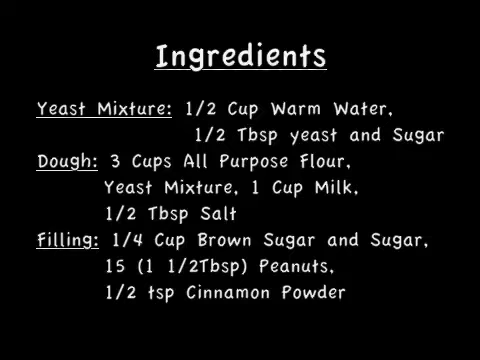 Ingredients
Yeast Mixture: 1/2 Cup Warm Water,
1/2 Tbsp yeast and Sugar
Dough: 3 Cups All Purpose Flour,
Yeast Mixture, 1 Cup Milk,
1/2 Tbsp Salt
Filling: 1/4 Cup Brown Sugar and Sugar,
15 (1 1/2Tbsp) Peanuts,
1/2 tsp Cinnamon Powder